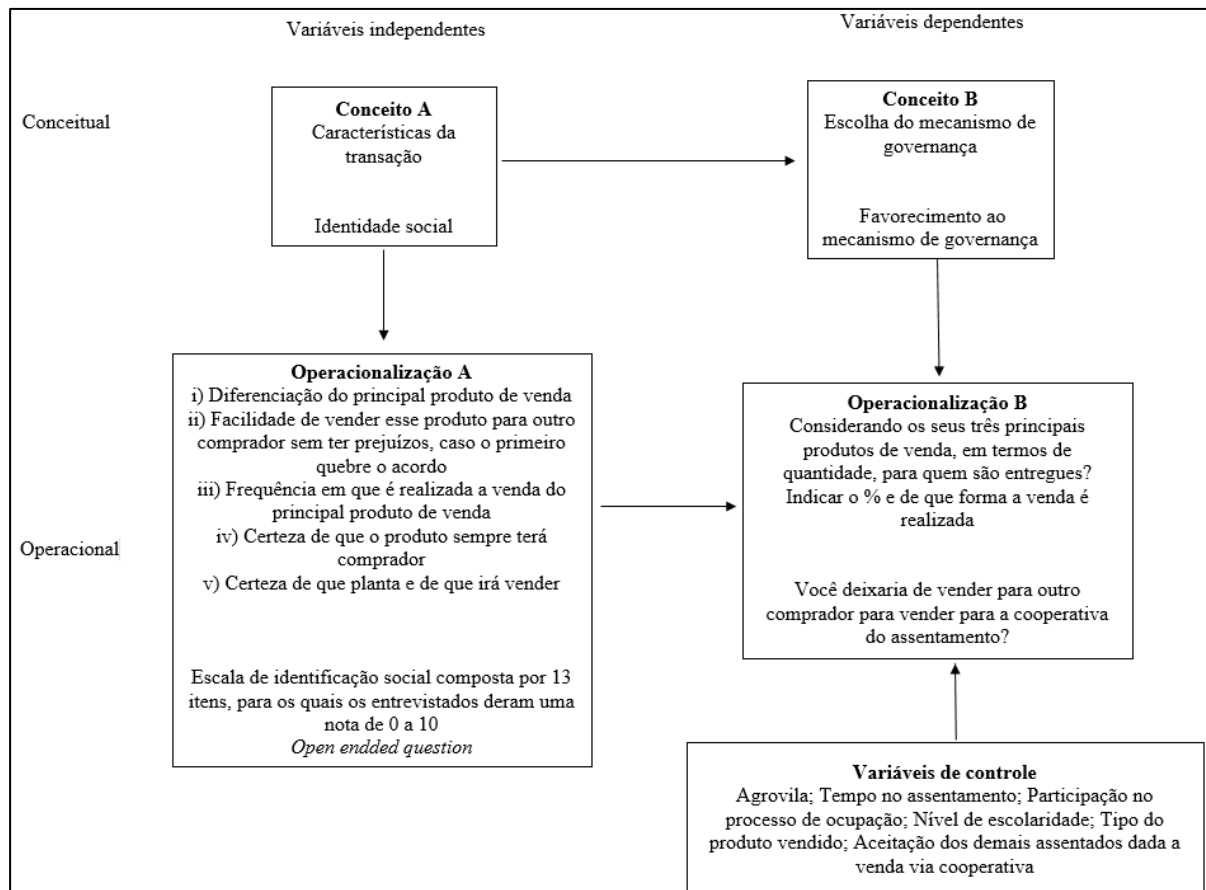 Variáveis independentes
Variáveis dependentes
Conceitual
Conceito A
Características da
transação
Identidade social
Conceito B
Escolha do mecanismo de
governança
Favorecimento ao
mecanismo de governança
Operacional
Operacionalização A
i) Diferenciação do principal produto de venda
ii) Facilidade de vender esse produto para outro
comprador sem ter prejuízos, caso o primeiro
quebre o acordo
iii) Frequência em que é realizada a venda do
principal produto de venda
iv) Certeza de que o produto sempre terá
comprador
v) Certeza de que planta e de que irá vender
Escala de identificação social composta por 13
itens, para os quais os entrevistados deram uma
nota de 0 a 10
Open endded question
Operacionalização B
Considerando os seus três principais
produtos de venda, em termos de
quantidade, para quem são entregues?
Indicar o % e de que forma a venda é
realizada
Você deixaria de vender para outro
comprador para vender para a cooperativa
do assentamento?
Variáveis de controle
Agrovila; Tempo no assentamento; Participação no
processo de ocupação; Nível de escolaridade; Tipo do
produto vendido; Aceitação dos demais assentados dada a
venda via cooperativa